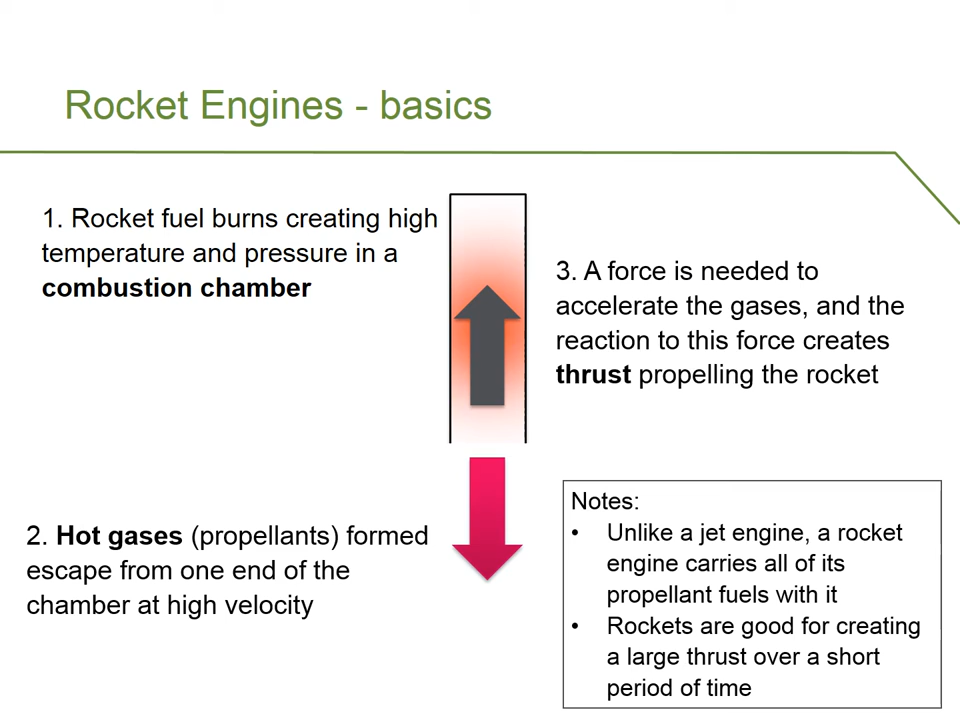 Rocket Engines - basics
1. Rocket fuel burns creating high
temperature and pressure in a
combustion chamber
3. A force is needed to
accelerate the gases, and the
reaction to this force creates
thrust propelling the rocket
2. Hot gases (propellants) formed
escape from one end of the
chamber at high velocity
Notes:
• Unlike a jet engine, a rocket
engine carries all of its
propellant fuels with it
• Rockets are good for creating
a large thrust over a short
period of time